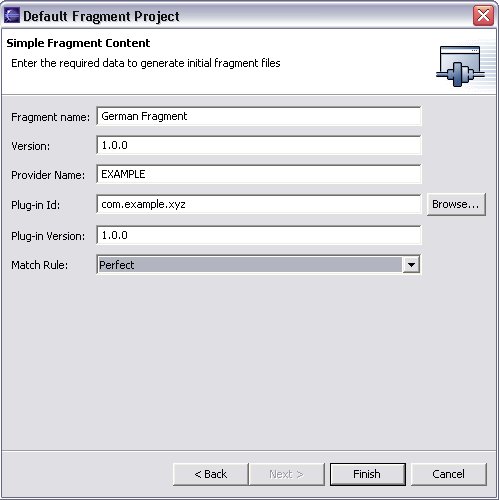 Default Fragment Project
Simple Fragment Content
Enter the required data to generate initial fragment files
Fragment name: German Fragment
Version: 1.0.0
Provider Name: EXAMPLE
Plug-in Id: com.example.xyz Browse...
Plug-in Version: 1.0.0
Match Rule: Perfect
< Back Next > Finish Cancel